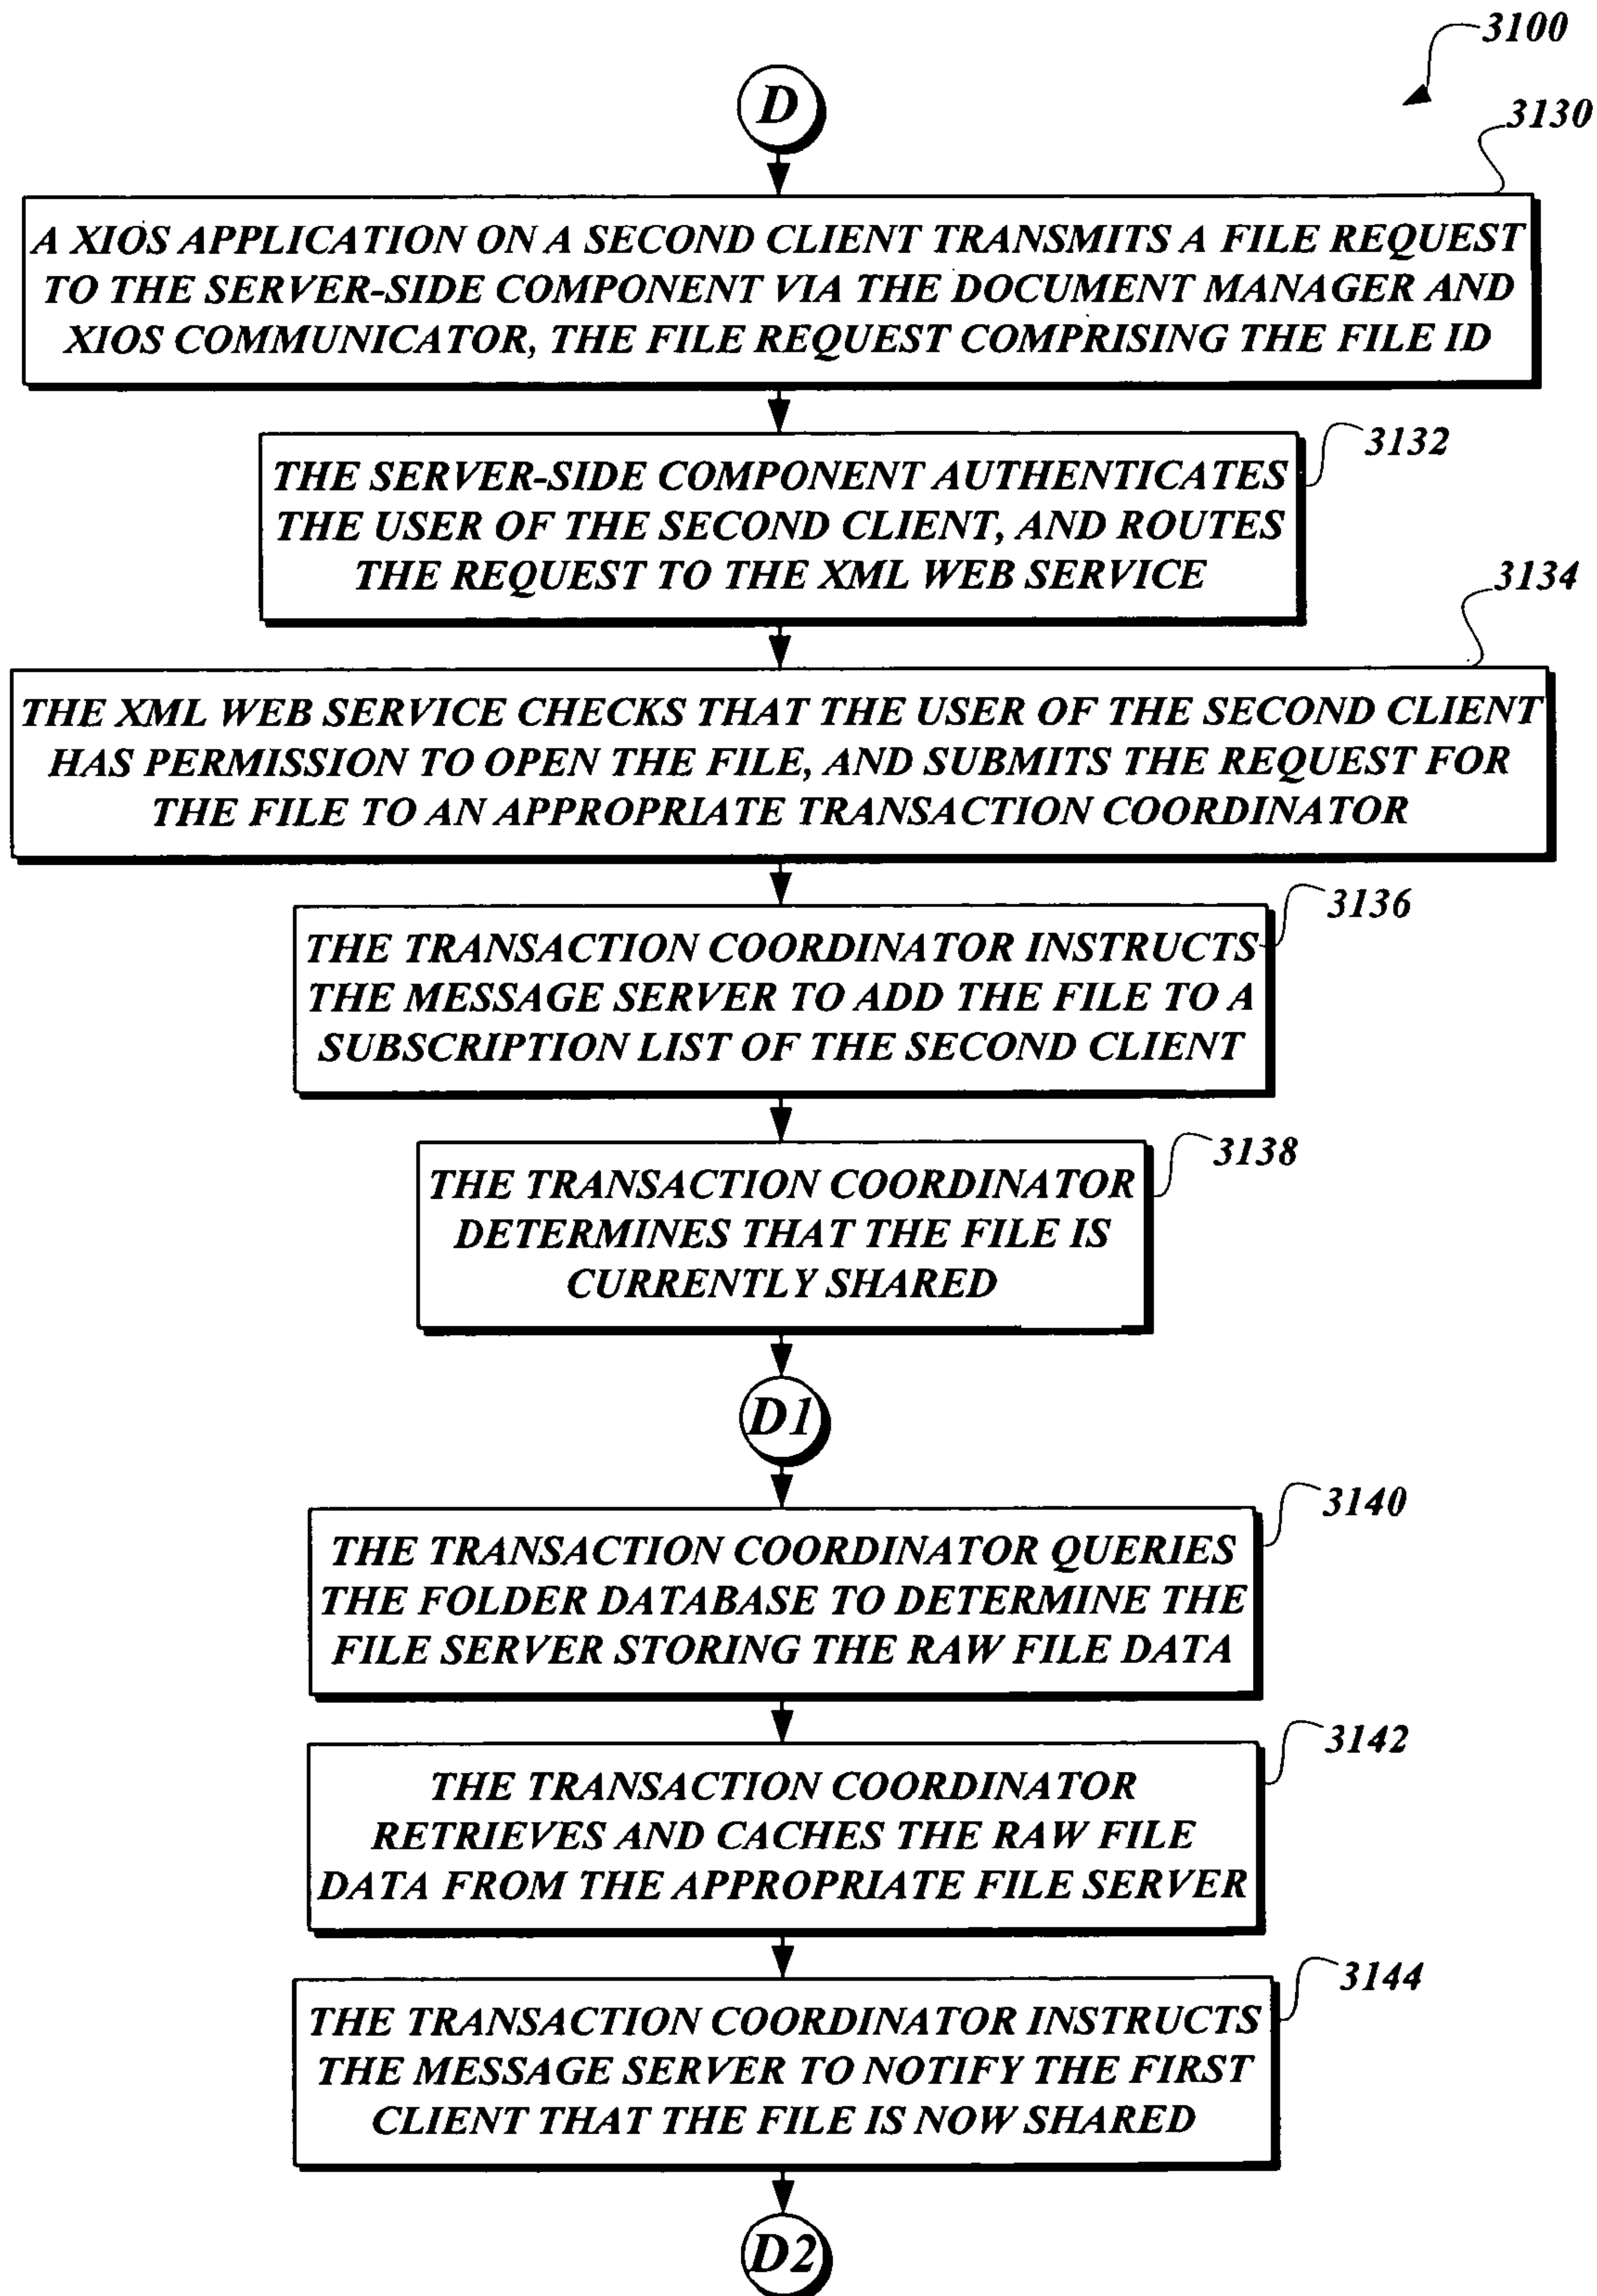 3100
D
3130
A XIOS APPLICATION ON A SECOND CLIENT TRANSMITS A FILE REQUEST
TO THE SERVER-SIDE COMPONENT VIA THE DOCUMENT MANAGER AND
XIOS COMMUNICATOR, THE FILE REQUEST COMPRISING THE FILE ID
3132
THE SERVER-SIDE COMPONENT AUTHENTICATES
THE USER OF THE SECOND CLIENT, AND ROUTES
THE REQUEST TO THE XML WEB SERVICE
3134
THE XML WEB SERVICE CHECKS THAT THE USER OF THE SECOND CLIENT
HAS PERMISSION TO OPEN THE FILE, AND SUBMITS THE REQUEST FOR
THE FILE TO AN APPROPRIATE TRANSACTION COORDINATOR
3136
THE TRANSACTION COORDINATOR INSTRUCTS
THE MESSAGE SERVER TO ADD THE FILE TO A
SUBSCRIPTION LIST OF THE SECOND CLIENT
3138
THE TRANSACTION COORDINATOR
DETERMINES THAT THE FILE IS
CURRENTLY SHARED
D1
3140
THE TRANSACTION COORDINATOR QUERIES
THE FOLDER DATABASE TO DETERMINE THE
FILE SERVER STORING THE RAW FILE DATA
3142
THE TRANSACTION COORDINATOR
RETRIEVES AND CACHES THE RAW FILE
DATA FROM THE APPROPRIATE FILE SERVER
3144
THE TRANSACTION COORDINATOR INSTRUCTS
THE MESSAGE SERVER TO NOTIFY THE FIRST
CLIENT THAT THE FILE IS NOW SHARED
D2